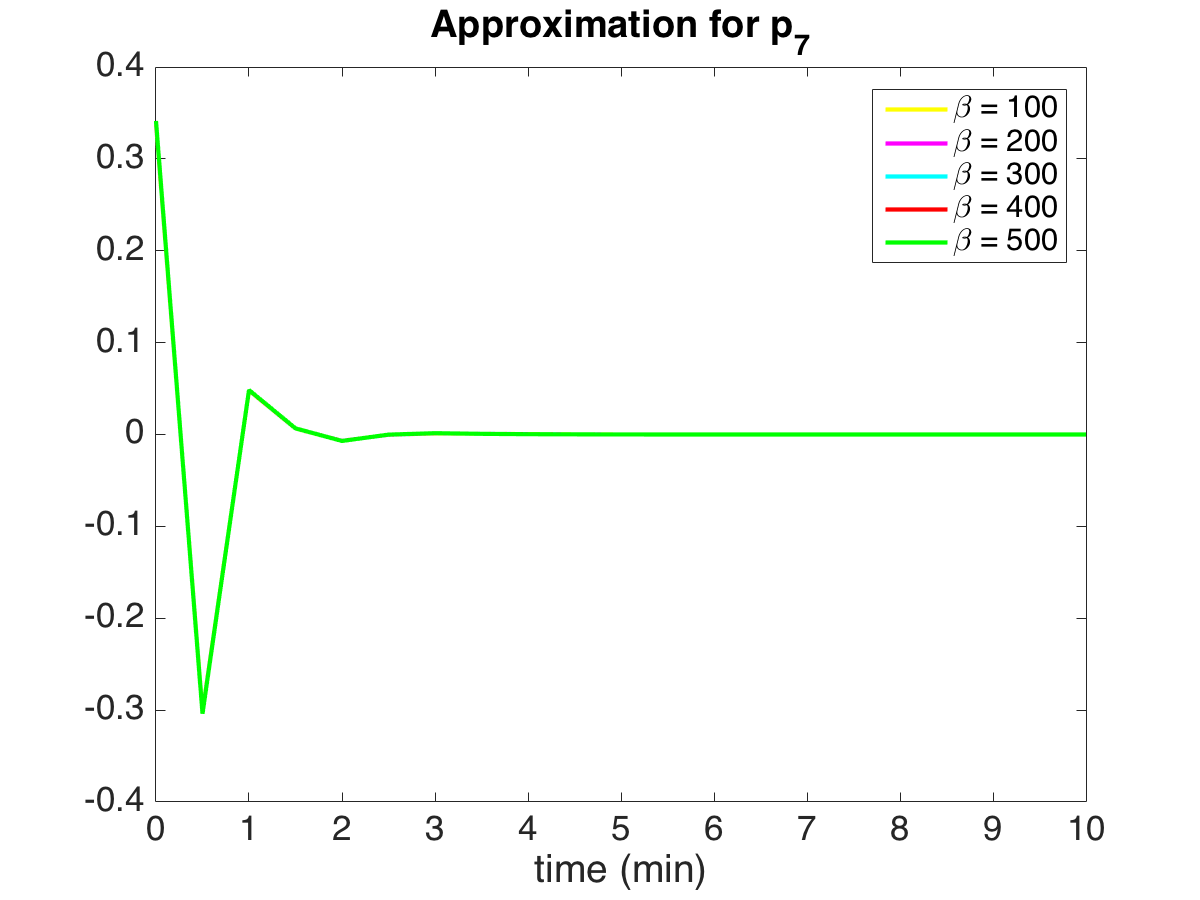 Approximation for p7
0.4
0.3
0.2
0.1
0
-0.1
-0.2
-0.3
-0.4
β = 100
β = 200
β = 300
β = 400
β = 500
0 1 2 3 4 5 6 7 8 9 10
time (min)